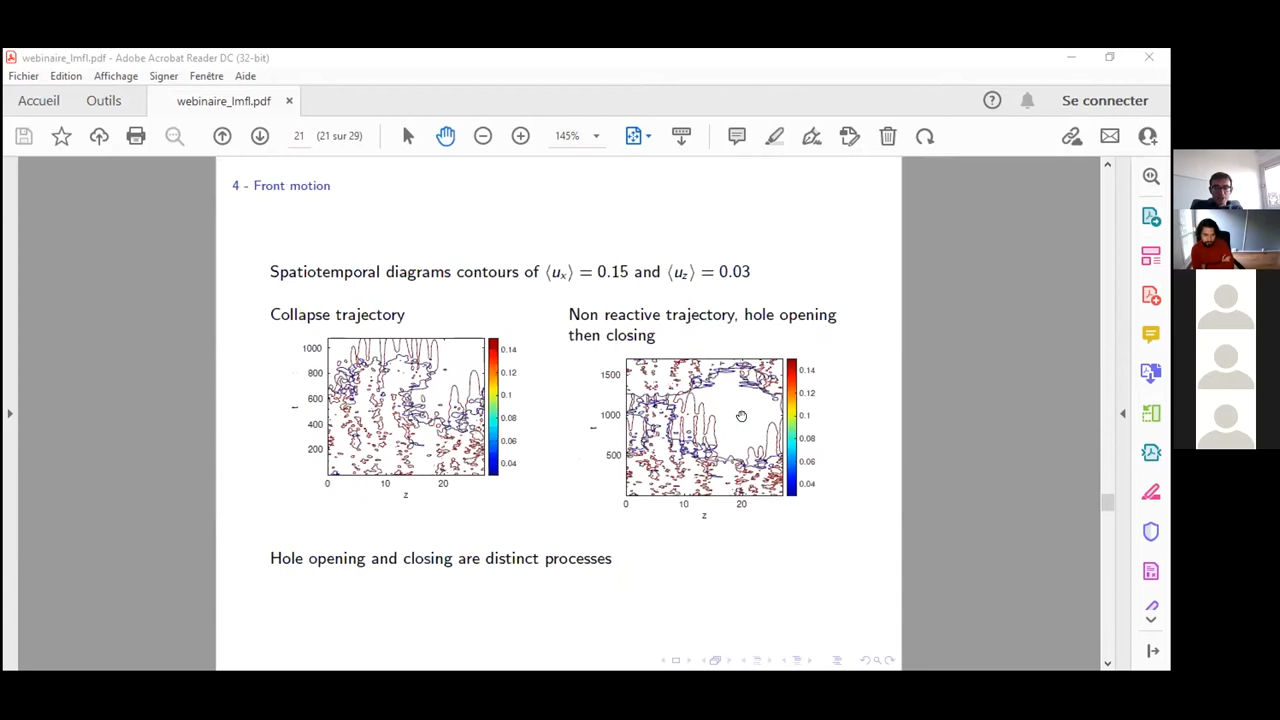 webinaire_lmfl.pdf - Adobe Acrobat Reader DC (32-bit)
Fichier Edition Affichage Signer Fenêtre Aide
Accueil Outils webinaire_lmfl.pdf × Se connecter
21 (21 sur 29) 145%
4 - Front motion
Spatiotemporal diagrams contours of ⟨u_x⟩ = 0.15 and ⟨u_z⟩ = 0.03
Collapse trajectory
1000
800
600
400
200
t
0 10 20
z
0.14
0.12
0.1
0.08
0.06
0.04
Non reactive trajectory, hole opening
then closing
1500
1000
500
t
0 10 20
z
0.14
0.12
0.1
0.08
0.06
0.04
Hole opening and closing are distinct processes